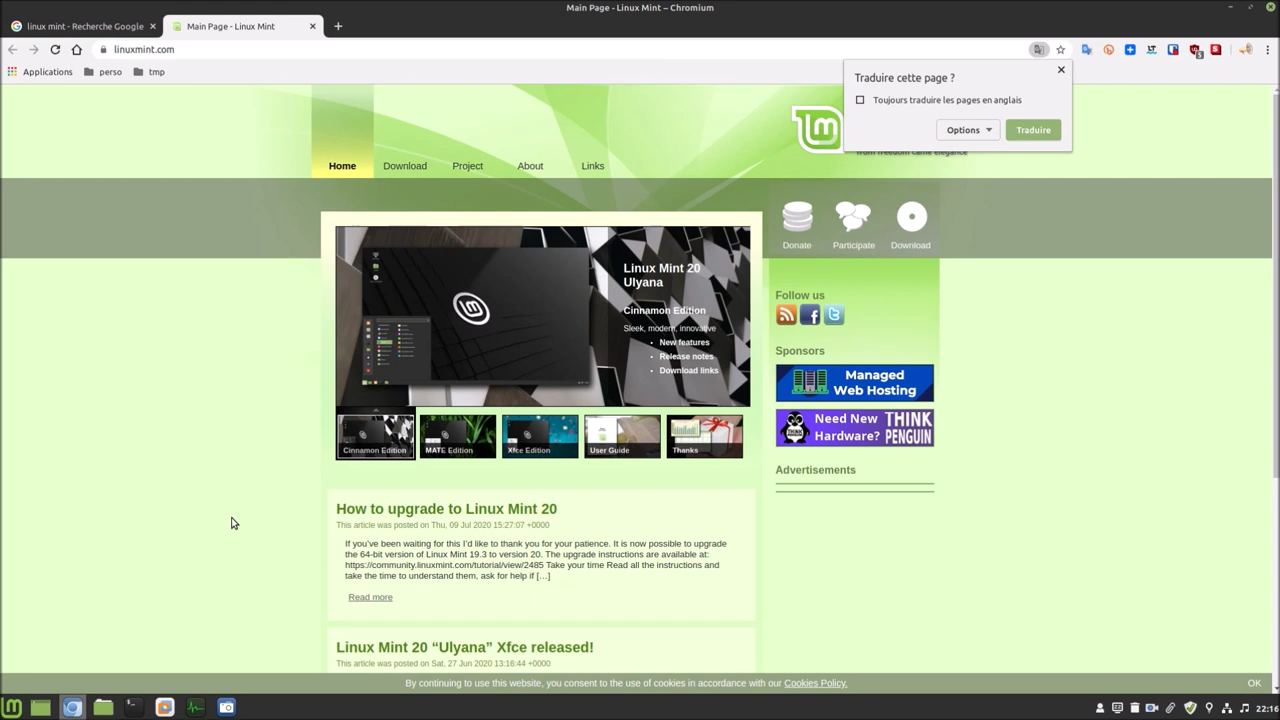 Main Page - Linux Mint – Chromium
linux mint - Recherche Google
Main Page - Linux Mint
linuxmint.com
Applications
perso
tmp
Traduire cette page ?
Toujours traduire les pages en anglais
Options
Traduire
from freedom came elegance
Home
Download
Project
About
Links
Donate
Participate
Download
Linux Mint 20
Ulyana
Cinnamon Edition
Sleek, modern, innovative
New features
Release notes
Download links
Cinnamon Edition
MATE Edition
Xfce Edition
User Guide
Thanks
Follow us
Sponsors
Managed
Web Hosting
Need New
Hardware?
THINK
PENGUIN
Advertisements
How to upgrade to Linux Mint 20
This article was posted on Thu, 09 Jul 2020 15:27:07 +0000
If you've been waiting for this I'd like to thank you for your patience. It is now possible to upgrade
the 64-bit version of Linux Mint 19.3 to version 20. The upgrade instructions are available at:
https://community.linuxmint.com/tutorial/view/2485 Take your time Read all the instructions and
take the time to understand them, ask for help if […]
Read more
Linux Mint 20 “Ulyana” Xfce released!
This article was posted on Sat, 27 Jun 2020 13:16:44 +0000
By continuing to use this website, you consent to the use of cookies in accordance with our Cookies Policy.
OK
22:16